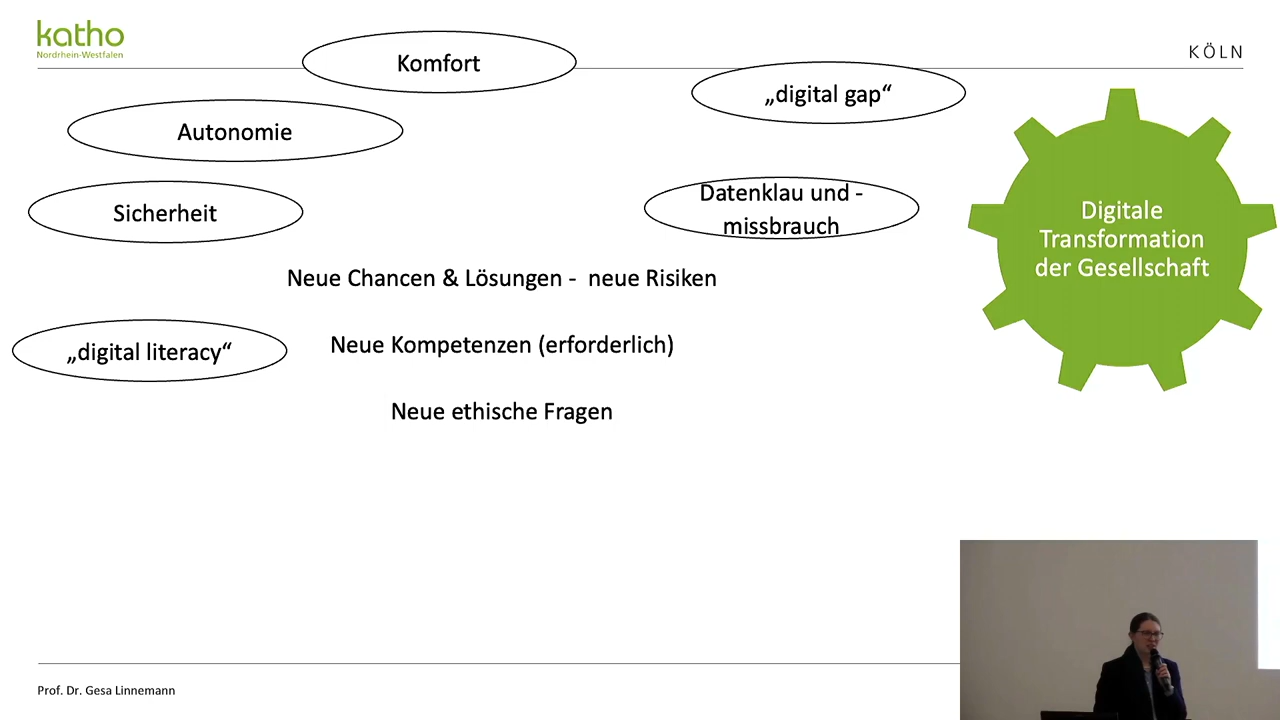 katho
Nordrhein-Westfalen
KÖLN
Komfort
„digital gap“
Autonomie
Sicherheit
Datenklau und -
missbrauch
Digitale
Transformation
der Gesellschaft
Neue Chancen & Lösungen - neue Risiken
„digital literacy“
Neue Kompetenzen (erforderlich)
Neue ethische Fragen
Prof. Dr. Gesa Linnemann